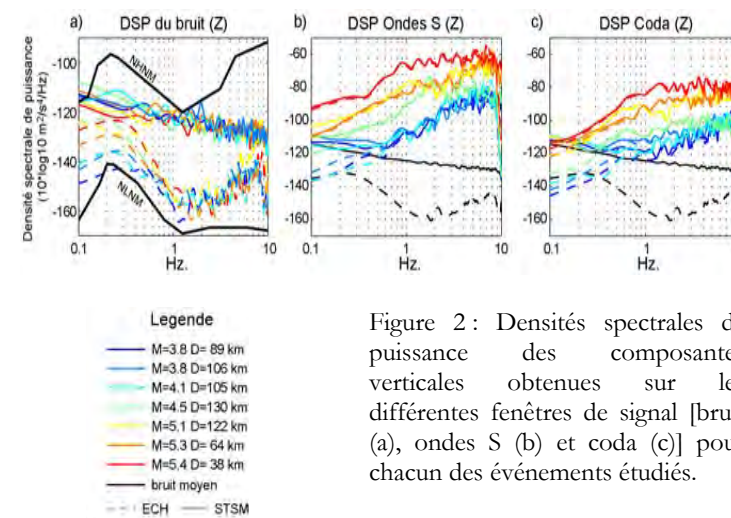 a) DSP du bruit (Z)
b) DSP Ondes S (Z)
c) DSP Coda (Z)
Densité spectrale de puissance
(10*log10 m²/s⁴/Hz)
-100
-120
-140
-160
NHNM
NLNM
0.1 1 10
Hz.
-60
-80
-100
-120
-140
-160
0.1 1.0 10
Hz.
-60
-80
-100
-120
-140
-160
0.1 1.0
Hz.
Legende
M=3.8 D= 89 km
M=3.8 D=106 km
M=4.1 D=105 km
M=4.5 D=130 km
M=5.1 D=122 km
M=5.3 D= 64 km
M=5.4 D= 38 km
bruit moyen
ECH STSM
Figure 2 : Densités spectrales d
puissance des composante
verticales obtenues sur le
différentes fenêtres de signal [brui
(a), ondes S (b) et coda (c)] pou
chacun des événements étudiés.